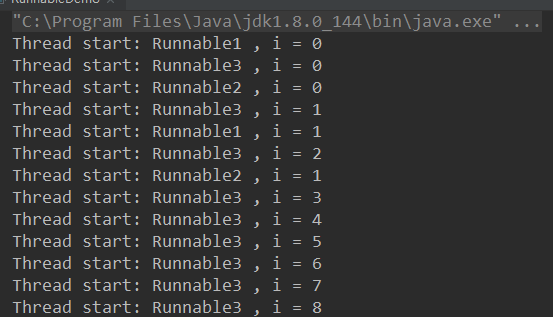 RunnableDemo
"C:\Program Files\Java\jdk1.8.0_144\bin\java.exe" ...
Thread start: Runnable1 , i = 0
Thread start: Runnable3 , i = 0
Thread start: Runnable2 , i = 0
Thread start: Runnable3 , i = 1
Thread start: Runnable1 , i = 1
Thread start: Runnable3 , i = 2
Thread start: Runnable2 , i = 1
Thread start: Runnable3 , i = 3
Thread start: Runnable3 , i = 4
Thread start: Runnable3 , i = 5
Thread start: Runnable3 , i = 6
Thread start: Runnable3 , i = 7
Thread start: Runnable3 , i = 8